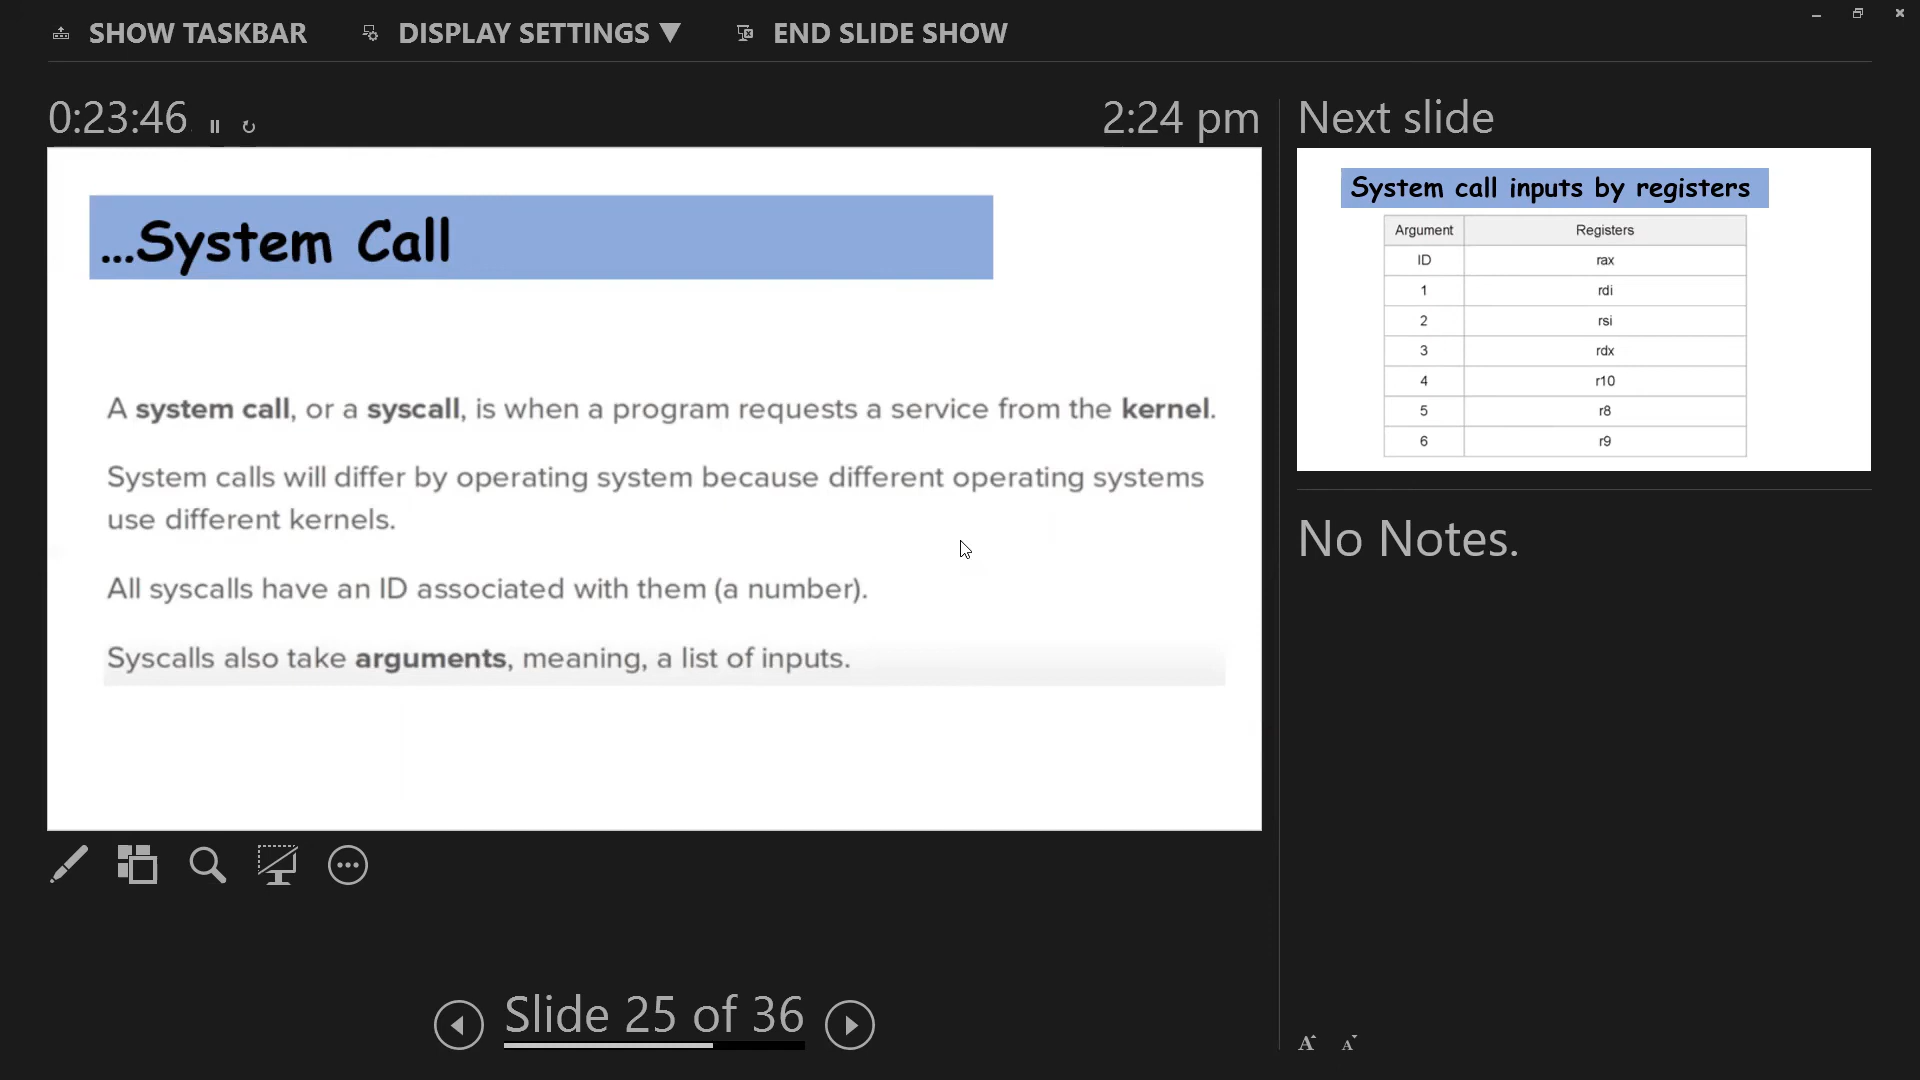 SHOW TASKBAR DISPLAY SETTINGS ▼ END SLIDE SHOW
0:23:46 2:24 pm
...System Call
A system call, or a syscall, is when a program requests a service from the kernel.
System calls will differ by operating system because different operating systems
use different kernels.
All syscalls have an ID associated with them (a number).
Syscalls also take arguments, meaning, a list of inputs.
Slide 25 of 36
Next slide
System call inputs by registers
Argument Registers
ID rax
1 rdi
2 rsi
3 rdx
4 r10
5 r8
6 r9
No Notes.
A A